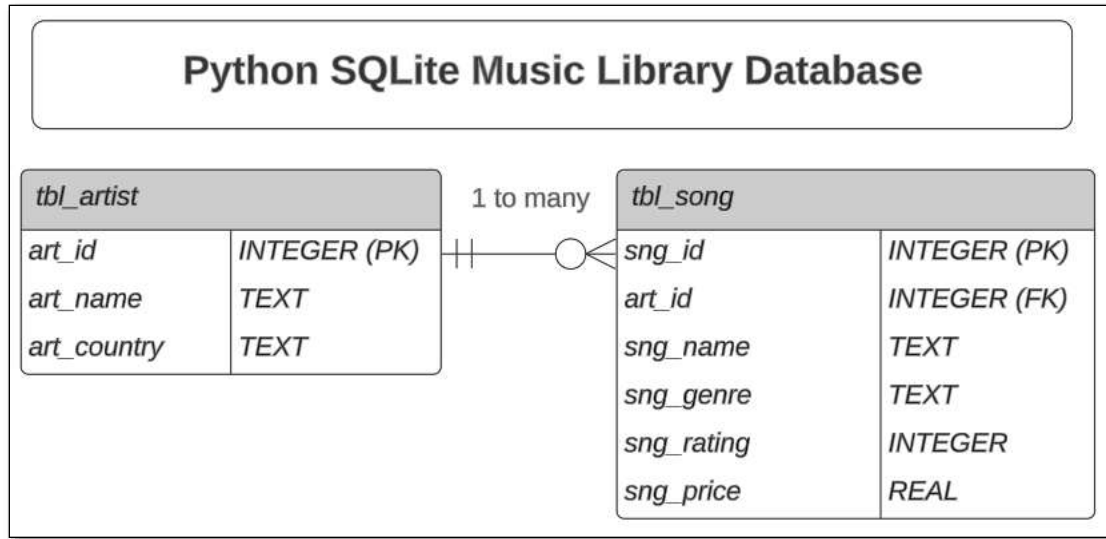 Python SQLite Music Library Database
tbl_artist
art_id INTEGER (PK)
art_name TEXT
art_country TEXT
1 to many
tbl_song
sng_id INTEGER (PK)
art_id INTEGER (FK)
sng_name TEXT
sng_genre TEXT
sng_rating INTEGER
sng_price REAL